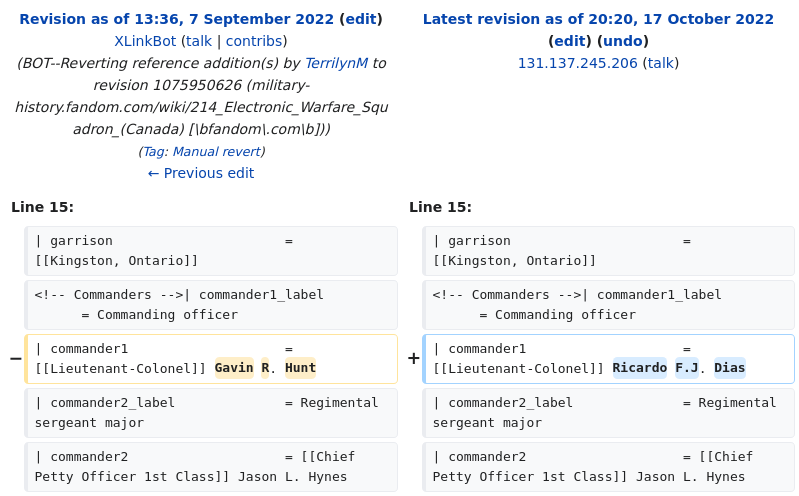 Revision as of 13:36, 7 September 2022 (edit)
XLinkBot (talk | contribs)
(BOT--Reverting reference addition(s) by TerrilynM to
revision 1075950626 (military-
history.fandom.com/wiki/214_Electronic_Warfare_Squ
adron_(Canada) [\bfandom\.com\b]))
(Tag: Manual revert)
← Previous edit
Latest revision as of 20:20, 17 October 2022
(edit) (undo)
131.137.245.206 (talk)
Line 15:
Line 15:
| garrison =
[[Kingston, Ontario]]
| garrison =
[[Kingston, Ontario]]
<!-- Commanders -->| commander1_label
= Commanding officer
<!-- Commanders -->| commander1_label
= Commanding officer
−
| commander1 =
[[Lieutenant-Colonel]] Gavin R. Hunt
+
| commander1 =
[[Lieutenant-Colonel]] Ricardo F.J. Dias
| commander2_label = Regimental
sergeant major
| commander2_label = Regimental
sergeant major
| commander2 = [[Chief
Petty Officer 1st Class]] Jason L. Hynes
| commander2 = [[Chief
Petty Officer 1st Class]] Jason L. Hynes